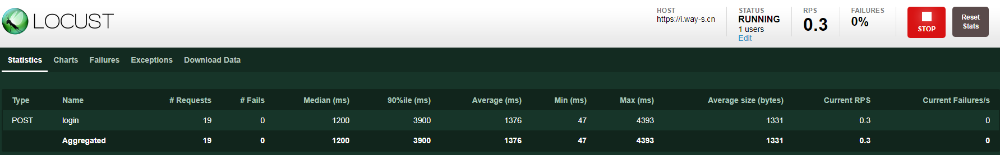 LOCUST
HOST
https://i.way-s.cn
STATUS
RUNNING
1 users
Edit
RPS
0.3
FAILURES
0%
STOP
Reset
Stats
Statistics Charts Failures Exceptions Download Data
Type Name # Requests # Fails Median (ms) 90%ile (ms) Average (ms) Min (ms) Max (ms) Average size (bytes) Current RPS Current Failures/s
POST login 19 0 1200 3900 1376 47 4393 1331 0.3 0
Aggregated 19 0 1200 3900 1376 47 4393 1331 0.3 0